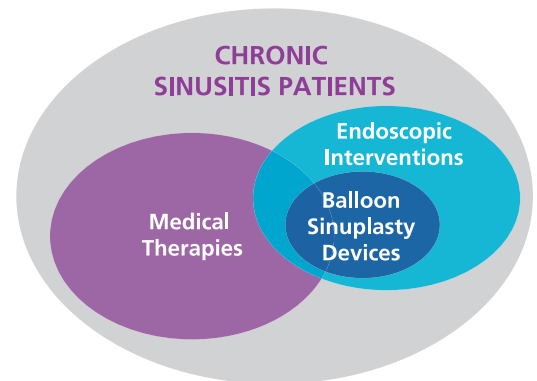 CHRONIC
SINUSITIS PATIENTS
Endoscopic
Interventions
Medical
Therapies
Balloon
Sinuplasty
Devices